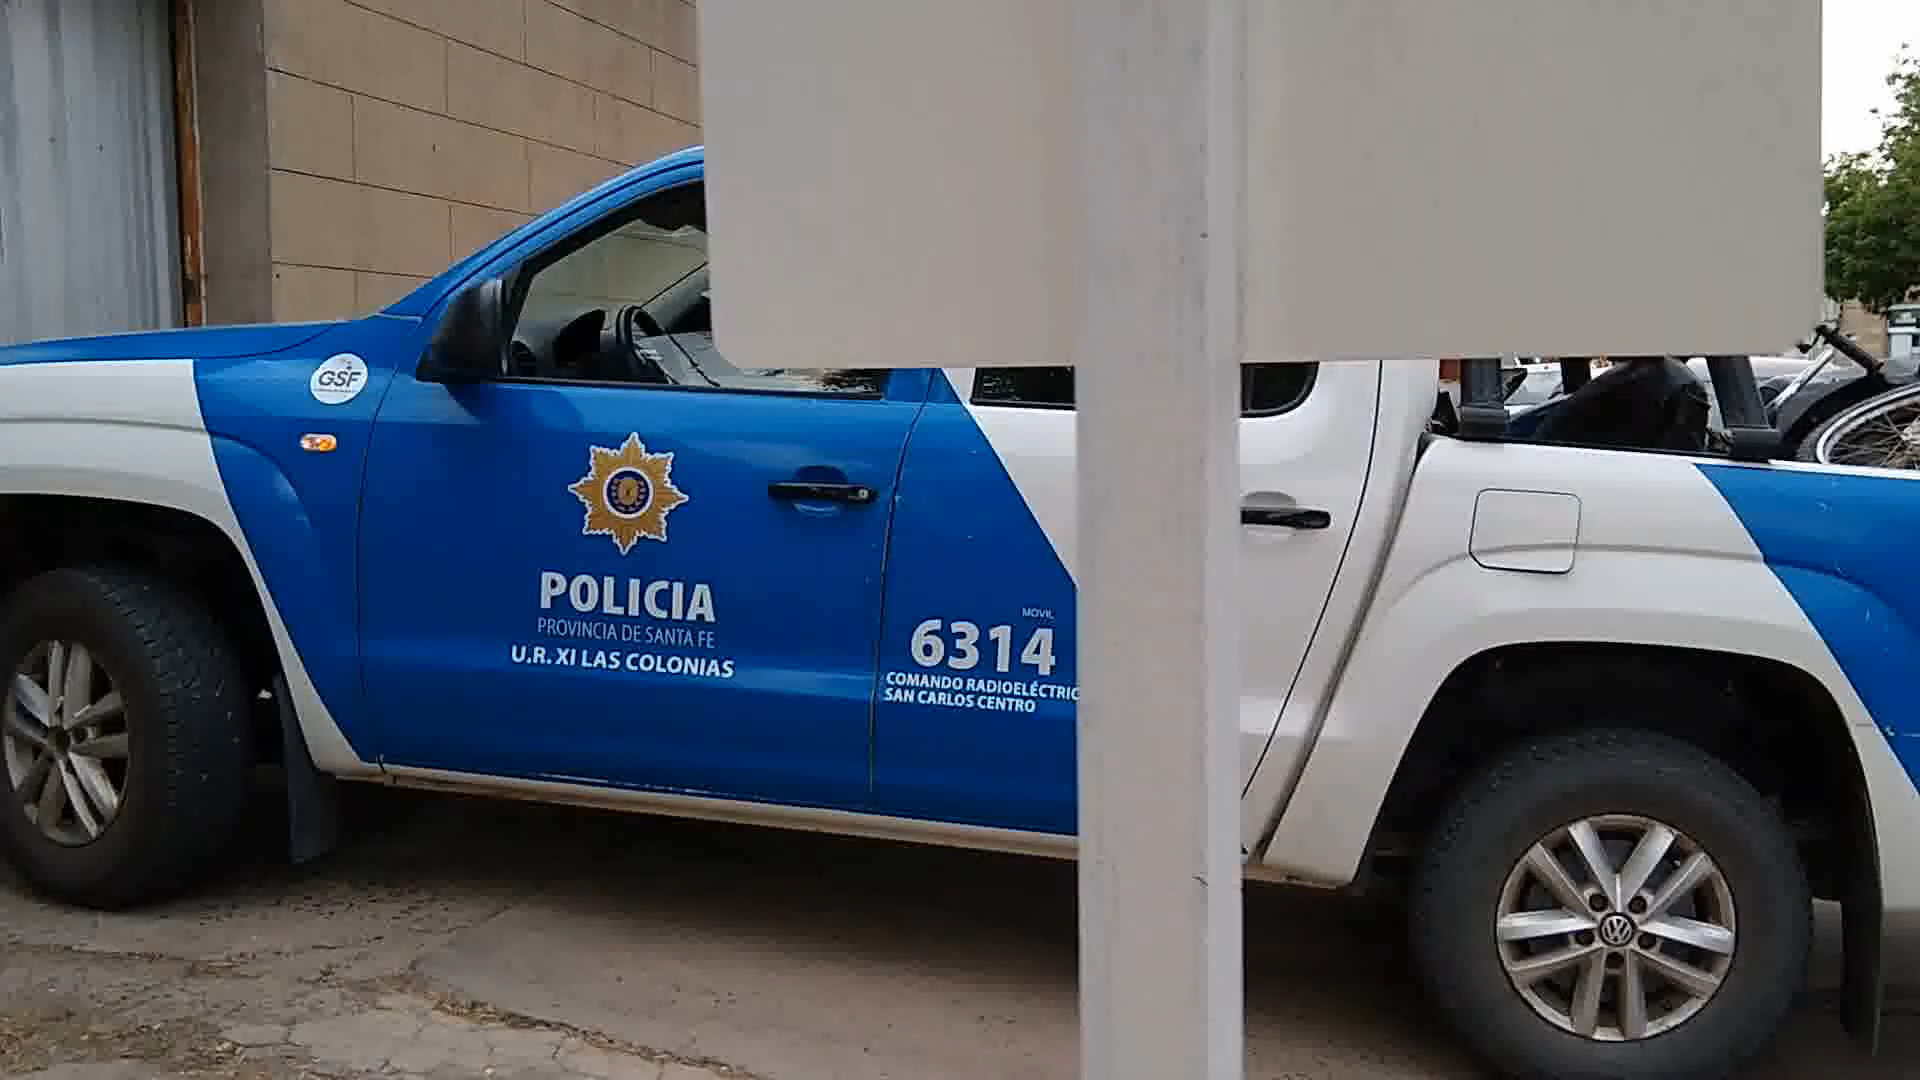 GSF
POLICIA
PROVINCIA DE SANTA FE
U.R. XI LAS COLONIAS
MOVIL
6314
COMANDO RADIOELÉCTRIC
SAN CARLOS CENTRO